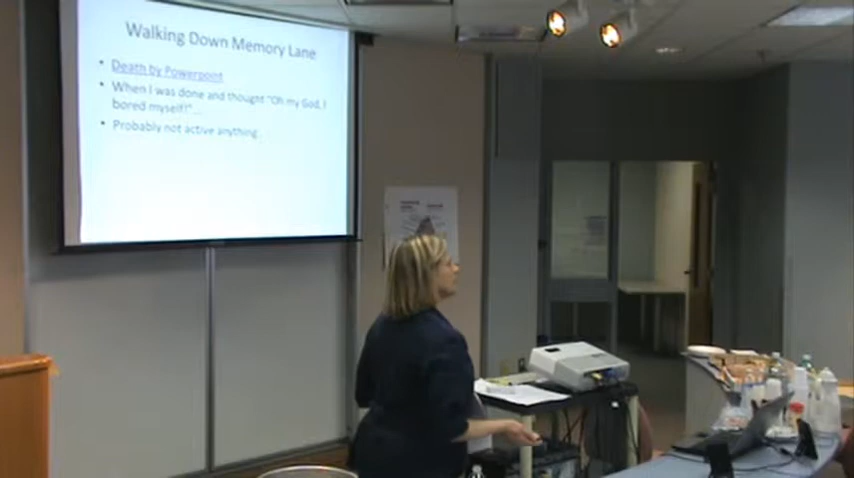 Walking Down Memory Lane
• Death by Powerpoint
• When I was done and thought "Oh my God, I
bored myself!"...
• Probably not active anything